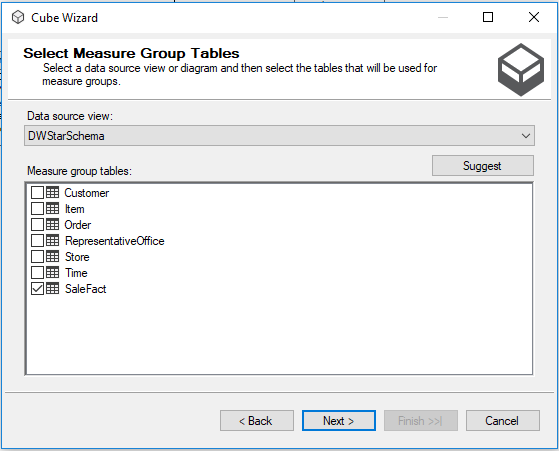 Cube Wizard
Select Measure Group Tables
Select a data source view or diagram and then select the tables that will be used for
measure groups.
Data source view:
DWStarSchema
Suggest
Measure group tables:
Customer
Item
Order
RepresentativeOffice
Store
Time
SaleFact
< Back
Next >
Finish >>|
Cancel